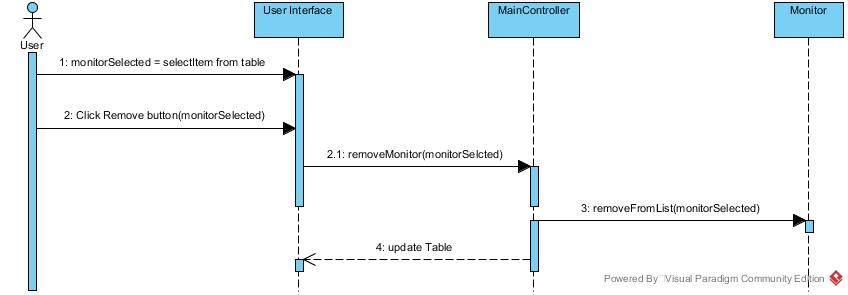 User Interface
MainController
Monitor
User
1: monitorSelected = selectItem from table
2: Click Remove button(monitorSelected)
2.1: removeMonitor(monitorSelcted)
3: removeFromList(monitorSelected)
4: update Table
Powered By Visual Paradigm Community Edition